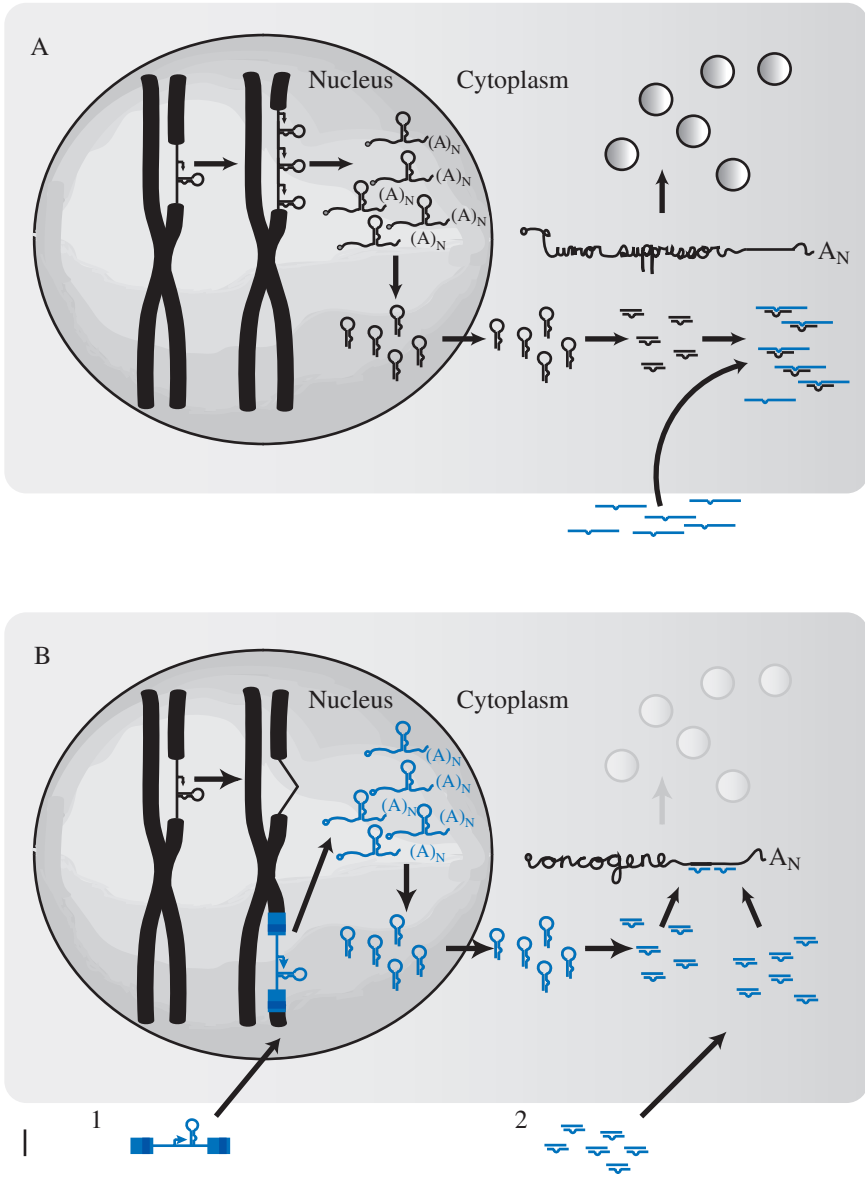 A
Nucleus Cytoplasm
(A)N
(A)N
(A)N
(A)N
(A)N
Tumor suppressor AN
B
Nucleus Cytoplasm
(A)N
(A)N
(A)N
(A)N
(A)N
oncogene AN
1
2